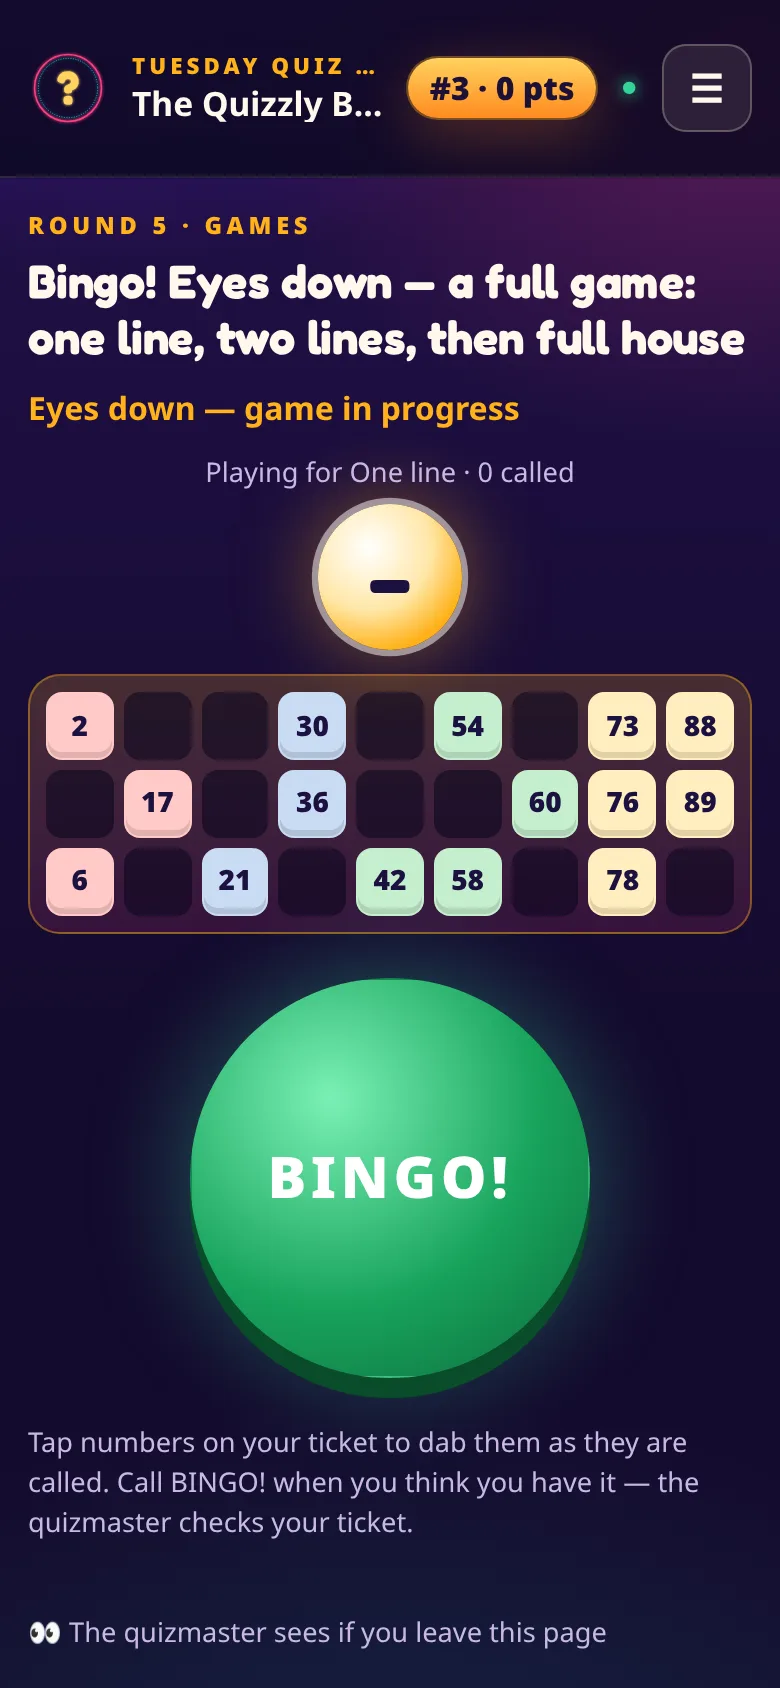 ?
TUESDAY QUIZ …
The Quizzly B…
#3 · 0 pts
ROUND 5 · GAMES
Bingo! Eyes down — a full game:
one line, two lines, then full house
Eyes down — game in progress
Playing for One line · 0 called
–
2 30 54 73 88
17 36 60 76 89
6 21 42 58 78
BINGO!
Tap numbers on your ticket to dab them as they are
called. Call BINGO! when you think you have it — the
quizmaster checks your ticket.
👀 The quizmaster sees if you leave this page